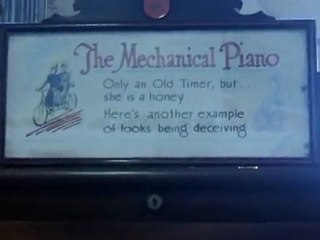 The Mechanical Piano
Only an Old Timer, but...
she is a honey...
Here's another example
of looks being deceiving